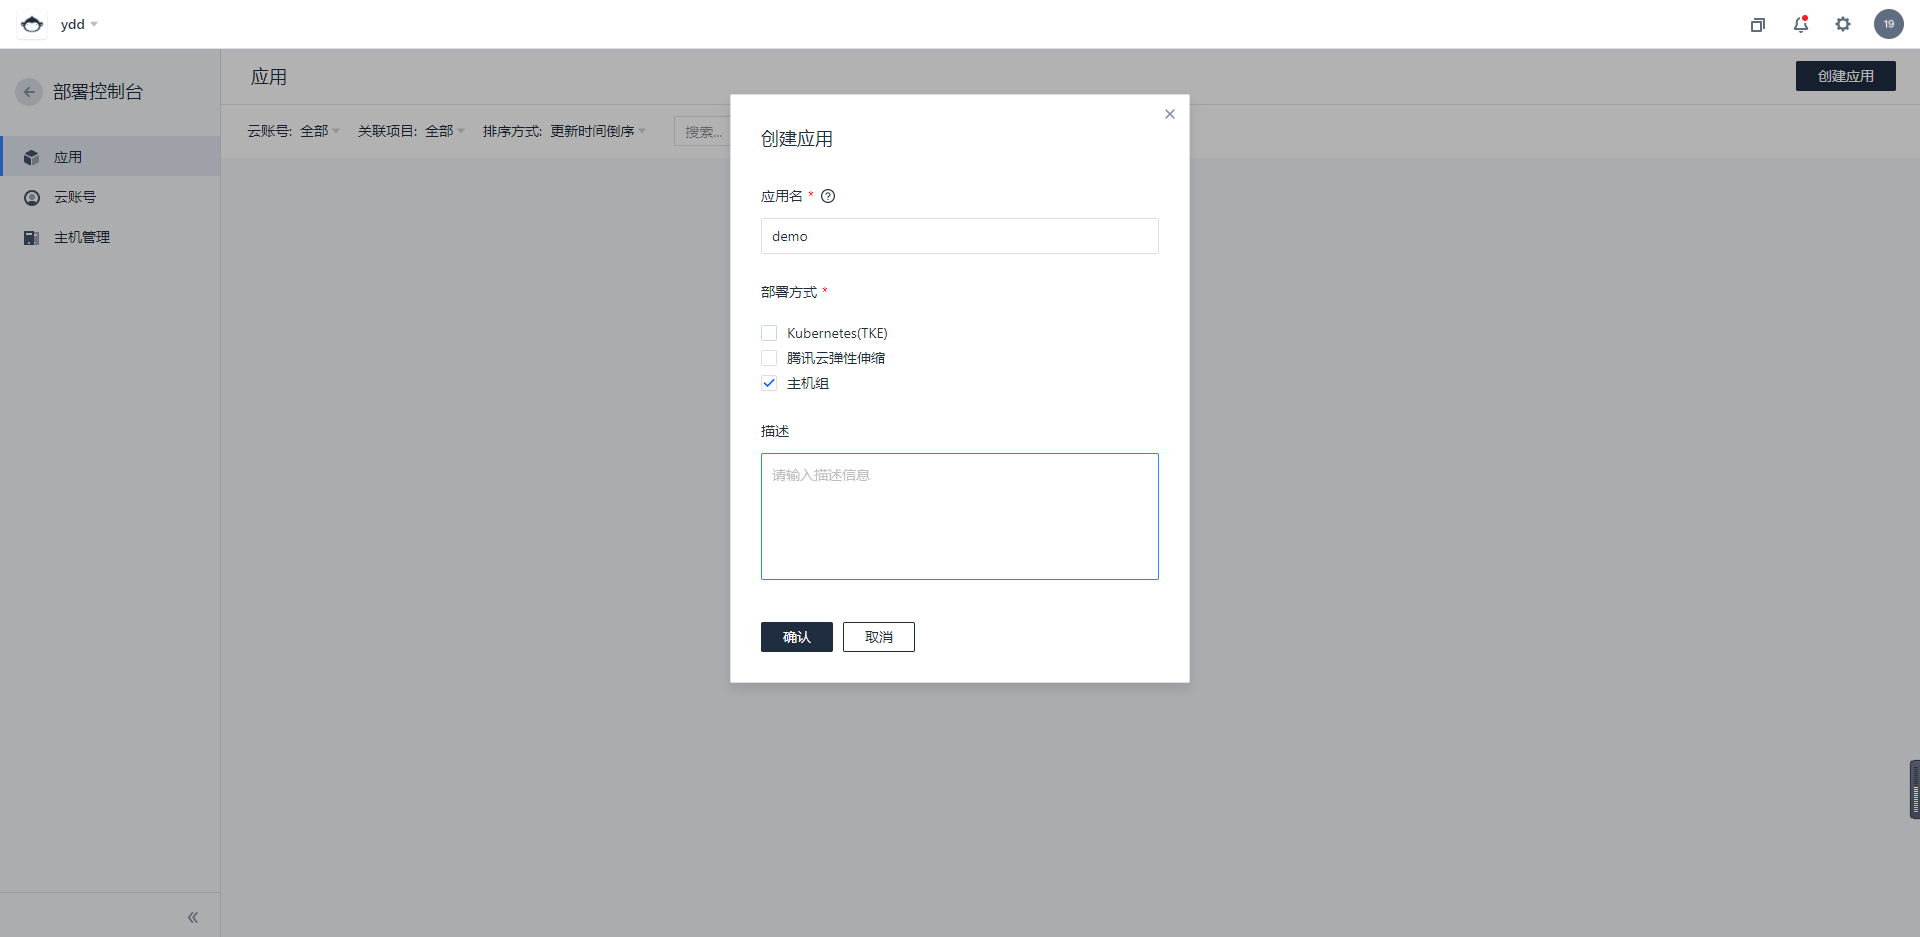 ydd
19
部署控制台
应用
创建应用
应用
云账号
主机管理
云账号: 全部 关联项目: 全部 排序方式: 更新时间倒序 搜索...
创建应用
应用名 *
demo
部署方式 *
Kubernetes(TKE)
腾讯云弹性伸缩
主机组
描述
请输入描述信息
确认 取消